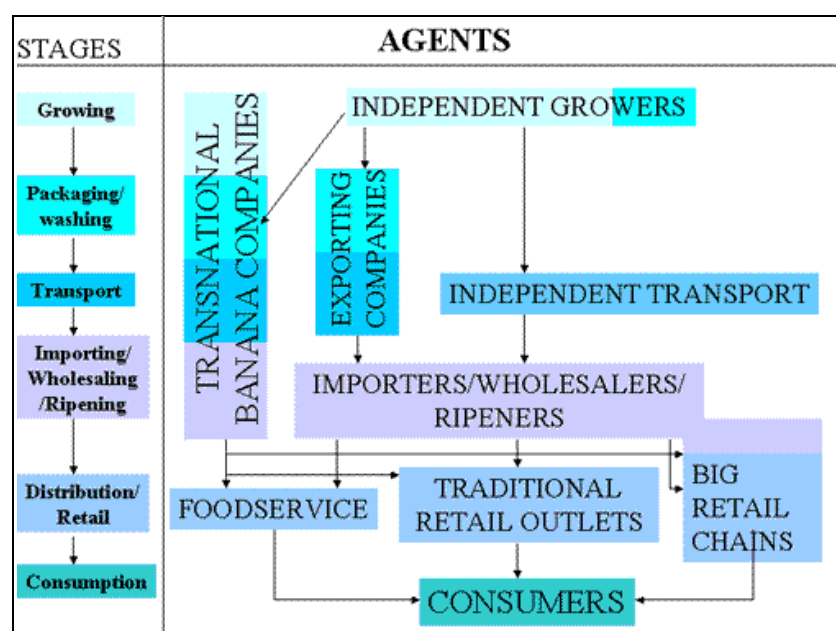 STAGES
AGENTS
Growing
Packaging/
washing
Transport
Importing/
Wholesaling
/Ripening
Distribution/
Retail
Consumption
TRANSNATIONAL
BANANA COMPANIES
INDEPENDENT GROWERS
EXPORTING
COMPANIES
INDEPENDENT TRANSPORT
IMPORTERS/WHOLESALERS/
RIPENERS
FOODSERVICE
TRADITIONAL
RETAIL OUTLETS
BIG
RETAIL
CHAINS
CONSUMERS